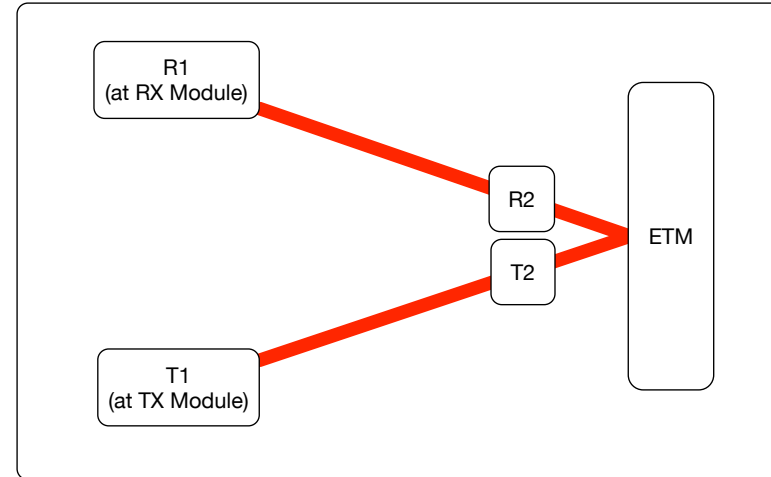 R1
(at RX Module)
R2
ETM
T2
T1
(at TX Module)